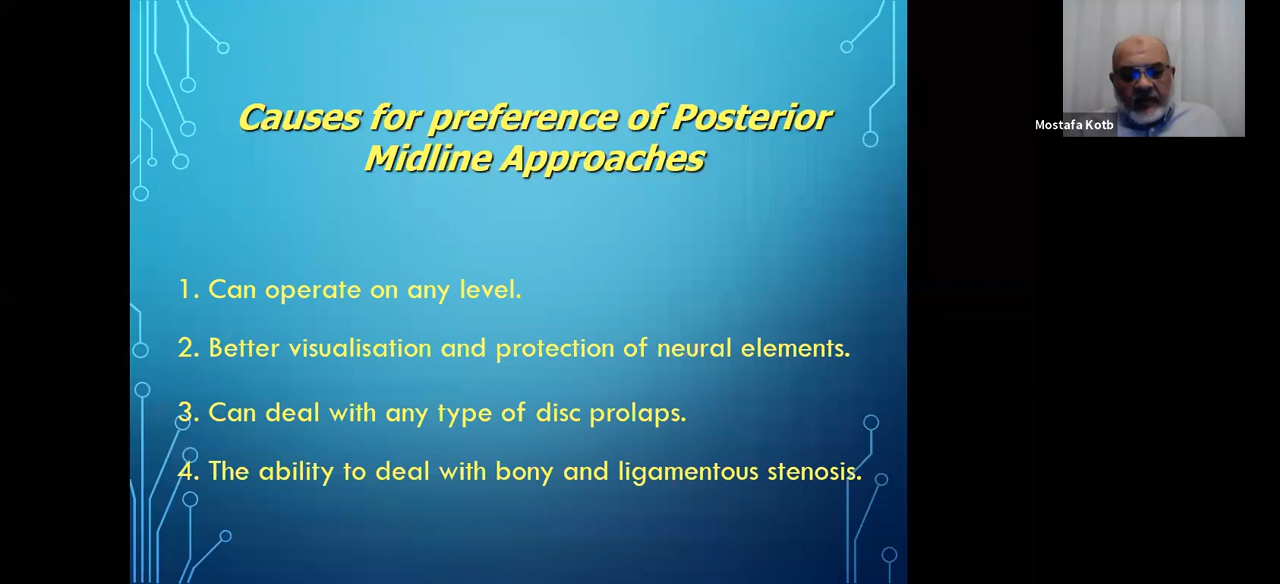 Causes for preference of Posterior
Midline Approaches
1. Can operate on any level.
2. Better visualisation and protection of neural elements.
3. Can deal with any type of disc prolaps.
4. The ability to deal with bony and ligamentous stenosis.
Mostafa Kotb